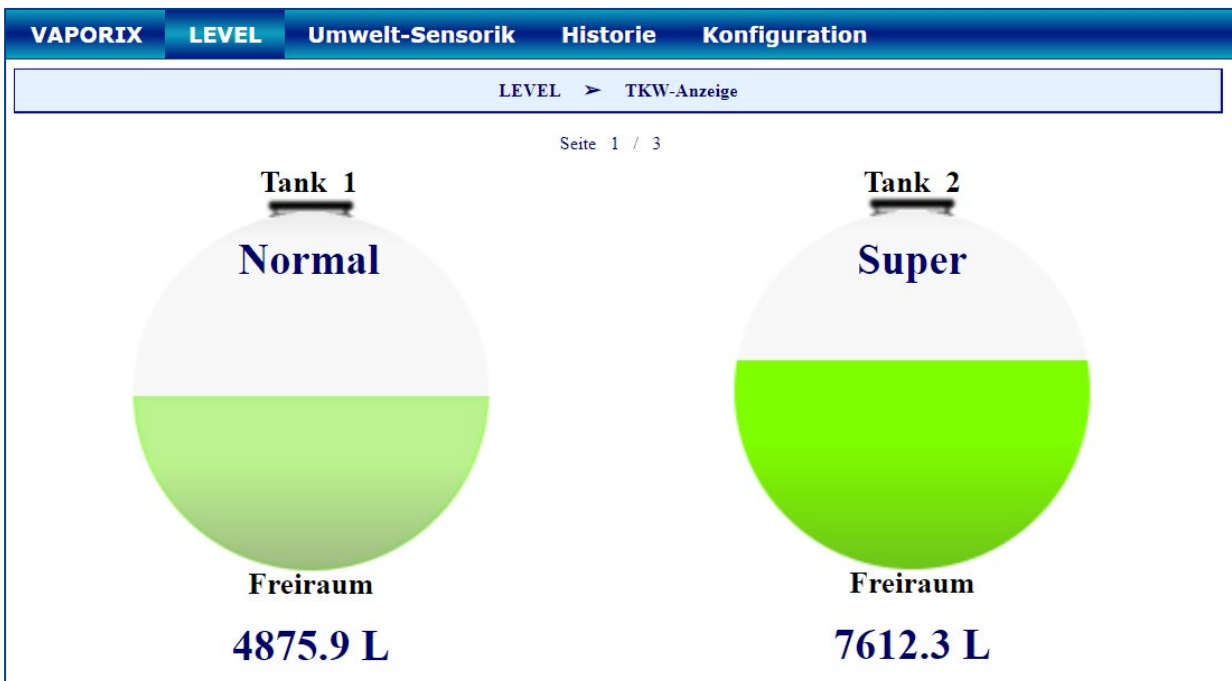 VAPORIX LEVEL Umwelt-Sensorik Historie Konfiguration
LEVEL ➢ TKW-Anzeige
Seite 1 / 3
Tank 1
Normal
Freiraum
4875.9 L
Tank 2
Super
Freiraum
7612.3 L